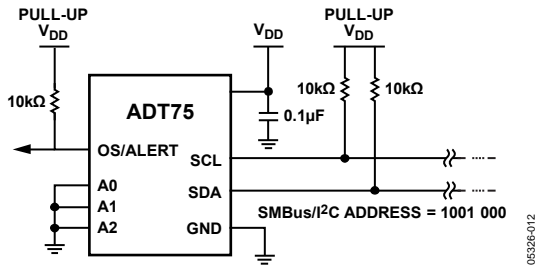 PULL-UP
VDD
VDD
PULL-UP
VDD
10kΩ
10kΩ
10kΩ
ADT75
0.1µF
OS/ALERT
SCL
A0
SDA
A1
SMBus/I²C ADDRESS = 1001 000
A2
GND
05326-012